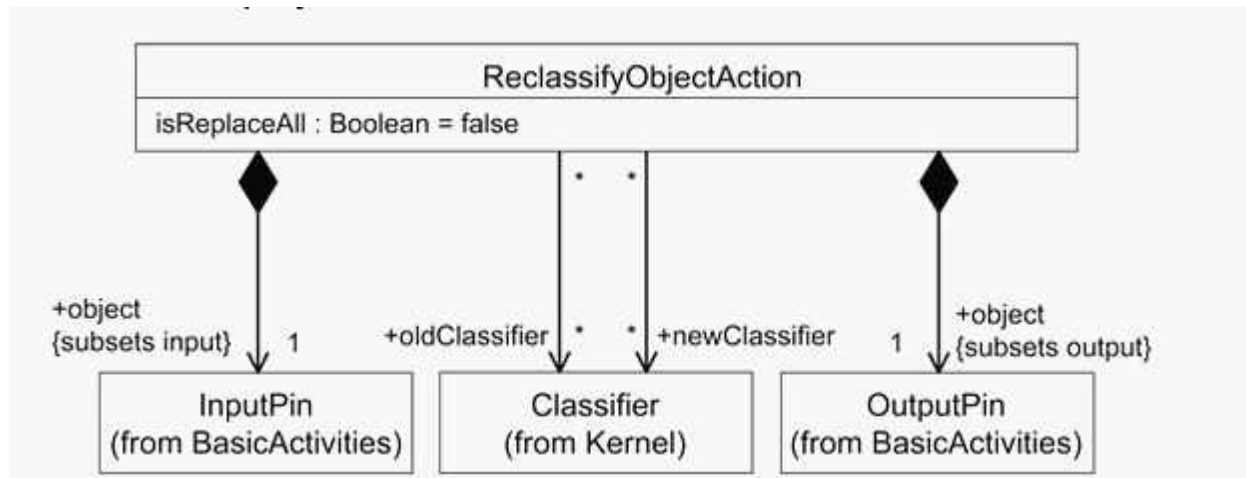 ReclassifyObjectAction
isReplaceAll : Boolean = false
* *
+object
{subsets input} 1
+oldClassifier * * +newClassifier
1 +object
{subsets output}
InputPin
(from BasicActivities)
Classifier
(from Kernel)
OutputPin
(from BasicActivities)